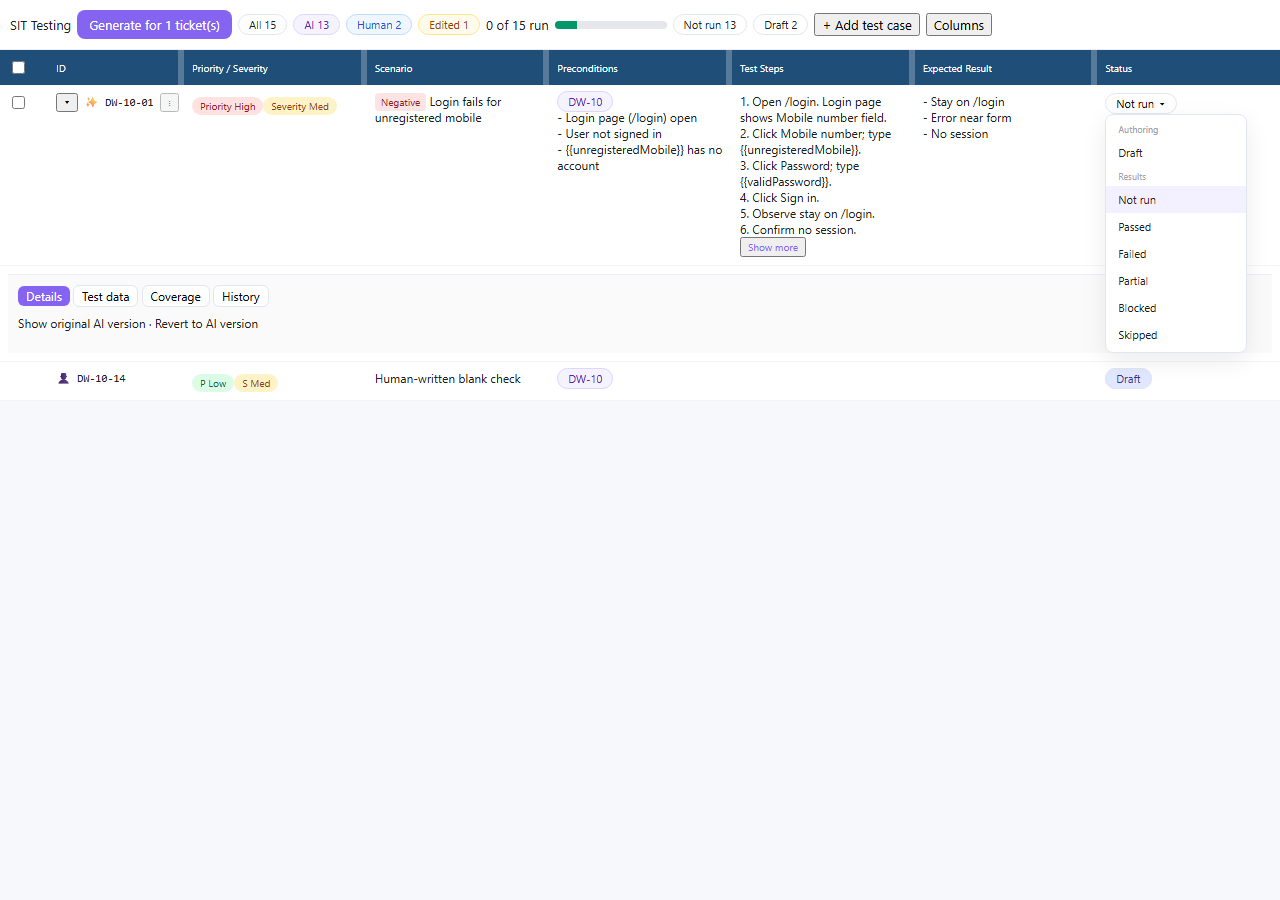 SIT Testing Generate for 1 ticket(s) All 15 AI 13 Human 2 Edited 1 0 of 15 run Not run 13 Draft 2 + Add test case Columns
ID Priority / Severity Scenario Preconditions Test Steps Expected Result Status
DW-10-01
Priority High Severity Med
Negative Login fails for
unregistered mobile
DW-10
- Login page (/login) open
- User not signed in
- {{unregisteredMobile}} has no
account
1. Open /login. Login page
shows Mobile number field.
2. Click Mobile number; type
{{unregisteredMobile}}.
3. Click Password; type
{{validPassword}}.
4. Click Sign in.
5. Observe stay on /login.
6. Confirm no session.
Show more
- Stay on /login
- Error near form
- No session
Not run
Authoring
Draft
Results
Not run
Passed
Failed
Partial
Blocked
Skipped
Details Test data Coverage History
Show original AI version · Revert to AI version
DW-10-14 P Low S Med Human-written blank check DW-10 Draft